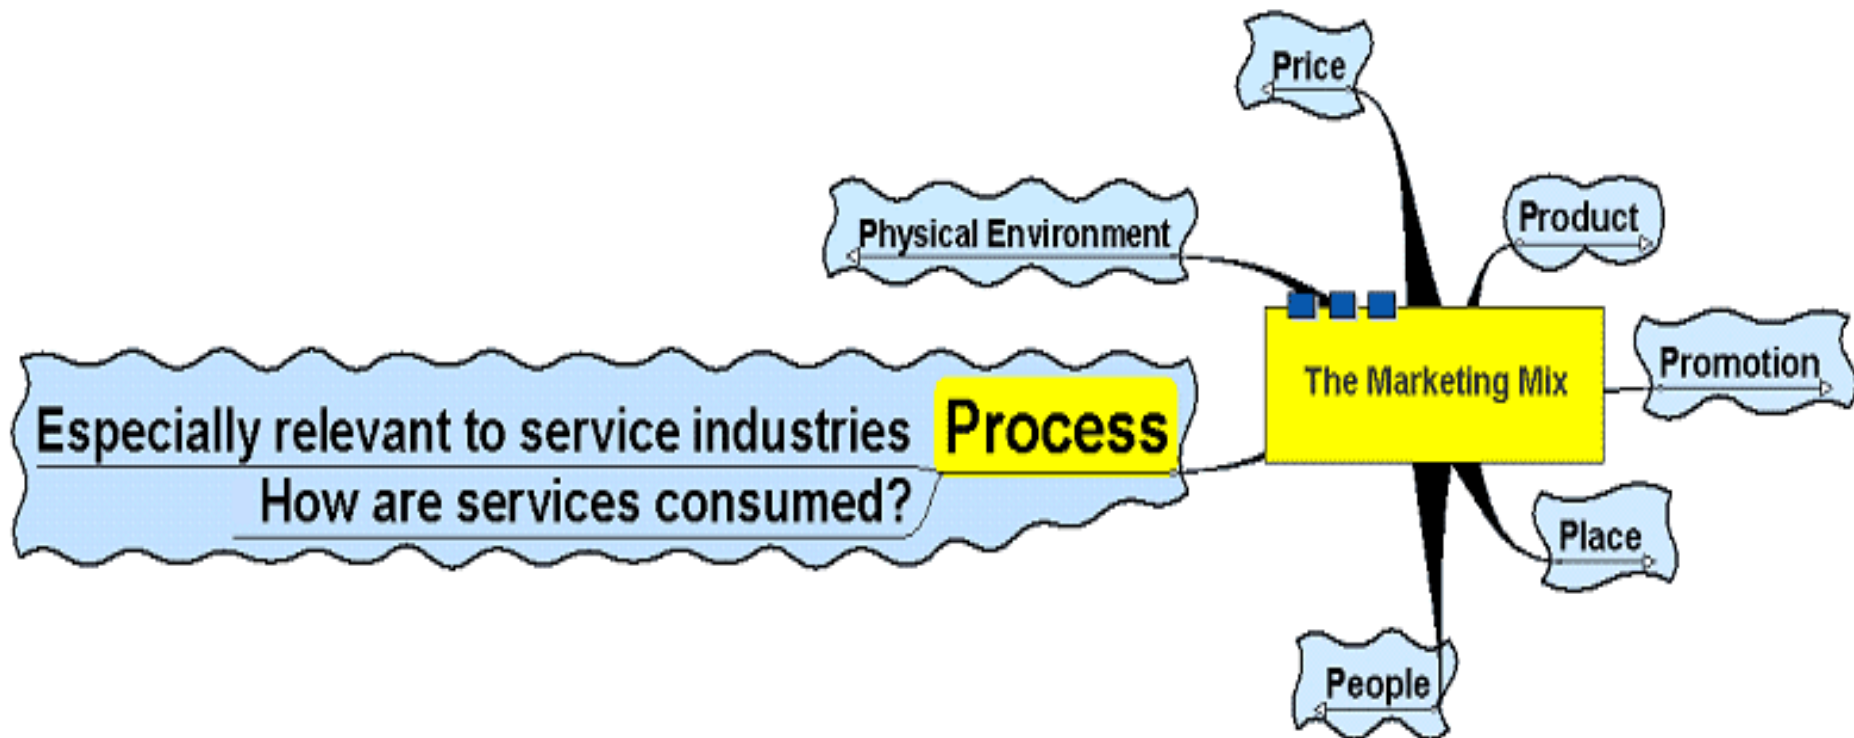 Price
Physical Environment
Product
The Marketing Mix
Promotion
Especially relevant to service industries
Process
How are services consumed?
Place
People